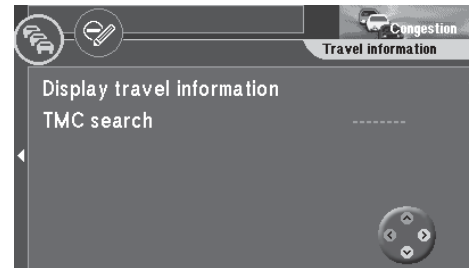 Congestion
Travel information
Display travel information
TMC search --------